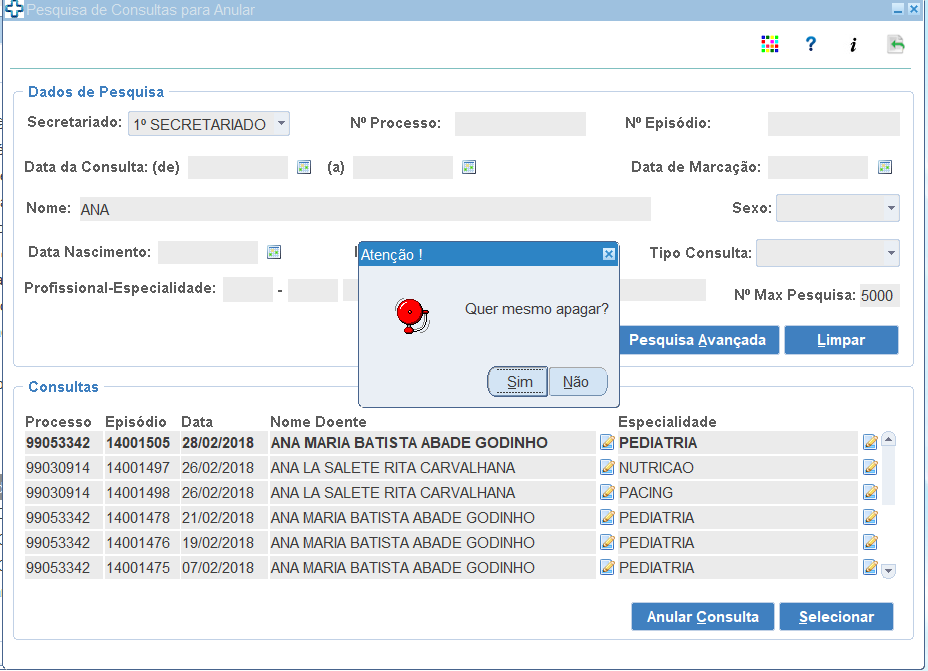 Pesquisa de Consultas para Anular
Dados de Pesquisa
Secretariado: 1º SECRETARIADO Nº Processo: Nº Episódio:
Data da Consulta: (de) (a) Data de Marcação:
Nome: ANA Sexo:
Data Nascimento: Tipo Consulta:
Profissional-Especialidade: - Nº Max Pesquisa: 5000
Atenção !
Quer mesmo apagar?
Sim Não
Pesquisa Avançada Limpar
Consultas
Processo Episódio Data Nome Doente Especialidade
99053342 14001505 28/02/2018 ANA MARIA BATISTA ABADE GODINHO PEDIATRIA
99030914 14001497 26/02/2018 ANA LA SALETE RITA CARVALHANA NUTRICAO
99030914 14001498 26/02/2018 ANA LA SALETE RITA CARVALHANA PACING
99053342 14001478 21/02/2018 ANA MARIA BATISTA ABADE GODINHO PEDIATRIA
99053342 14001476 19/02/2018 ANA MARIA BATISTA ABADE GODINHO PEDIATRIA
99053342 14001475 07/02/2018 ANA MARIA BATISTA ABADE GODINHO PEDIATRIA
Anular Consulta Selecionar